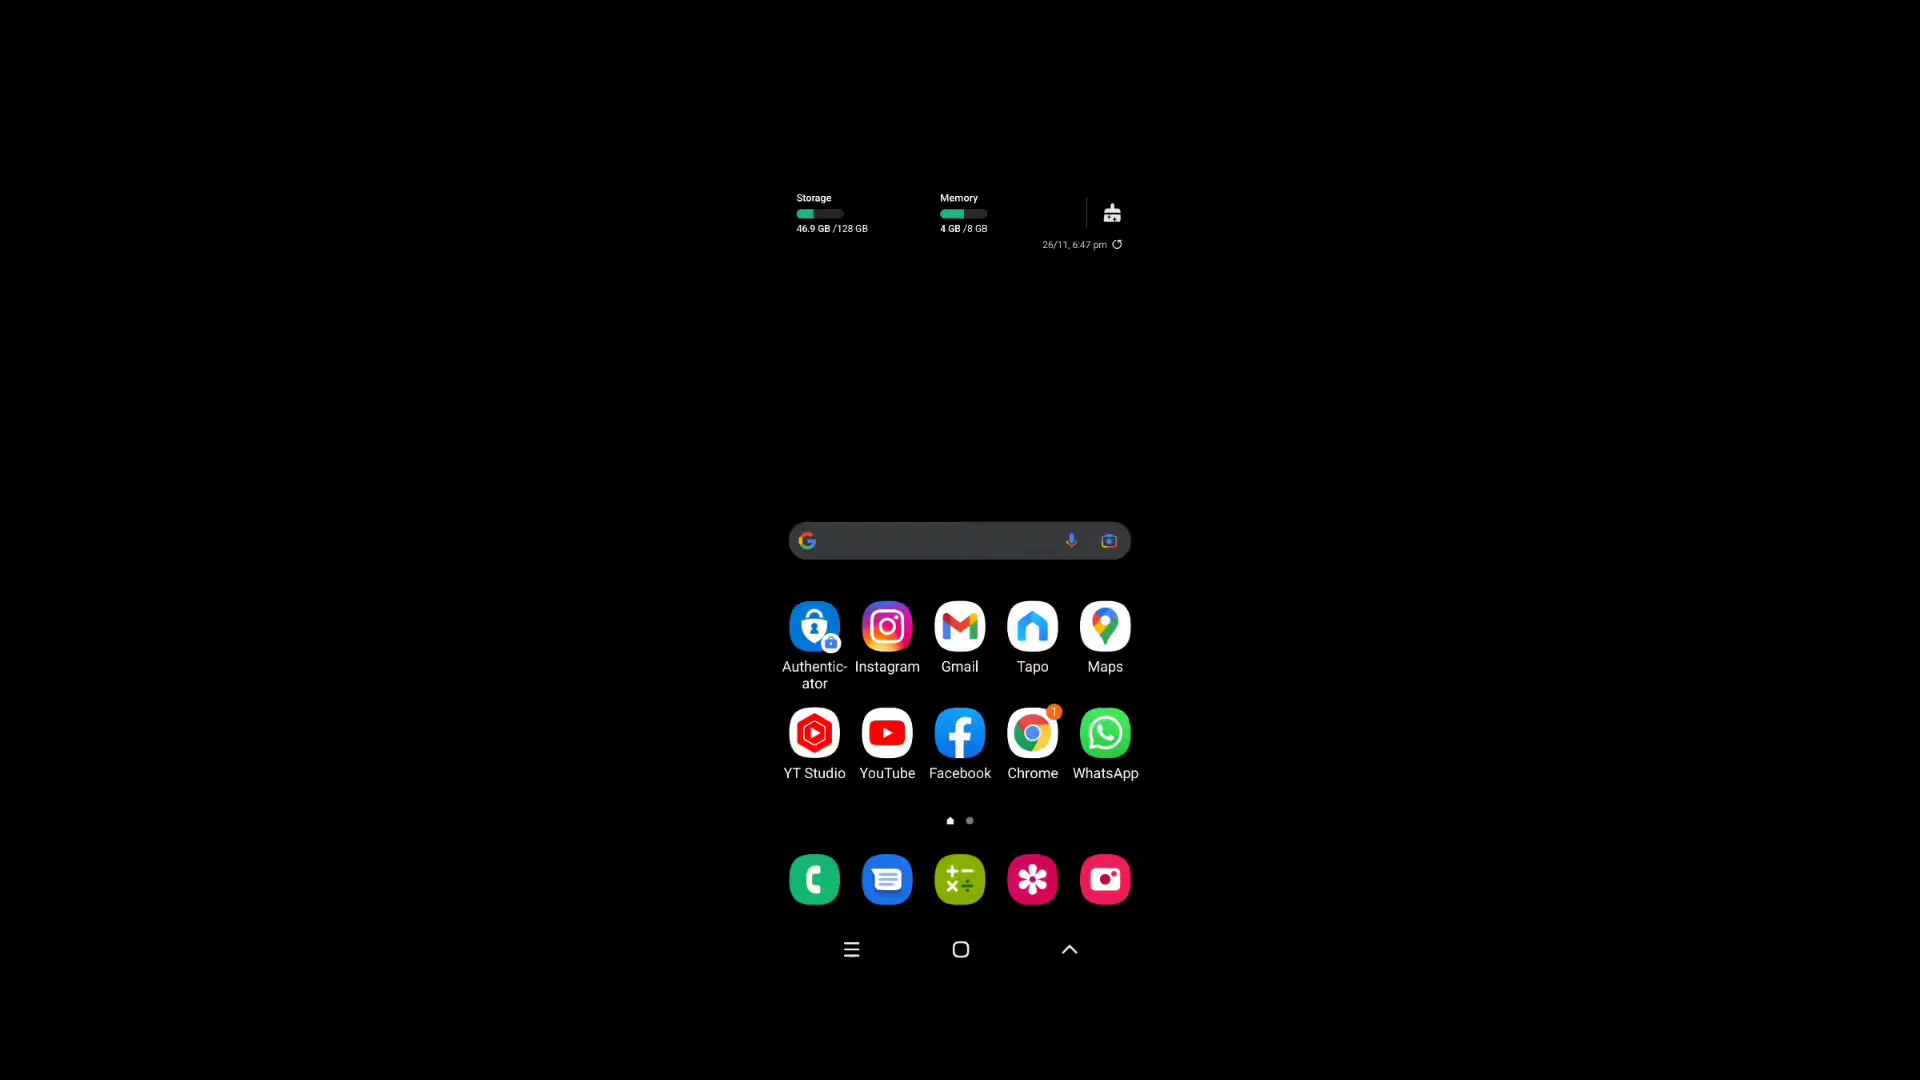 Storage
Memory
46.9 GB /128 GB
4 GB /8 GB
26/11, 6:47 pm
Authentic-
ator
Instagram
Gmail
Tapo
Maps
1
YT Studio
YouTube
Facebook
Chrome
WhatsApp